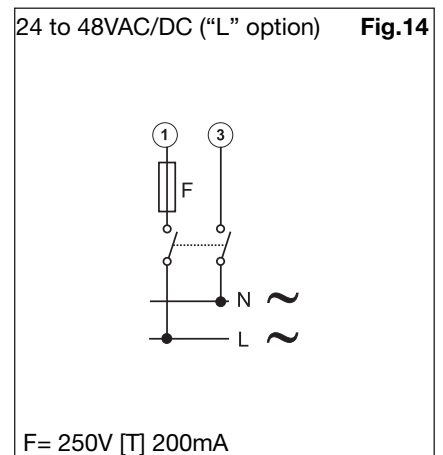 24 to 48VAC/DC (“L” option) Fig.14
1 3
F
N ~
L ~
F= 250V [T] 200mA